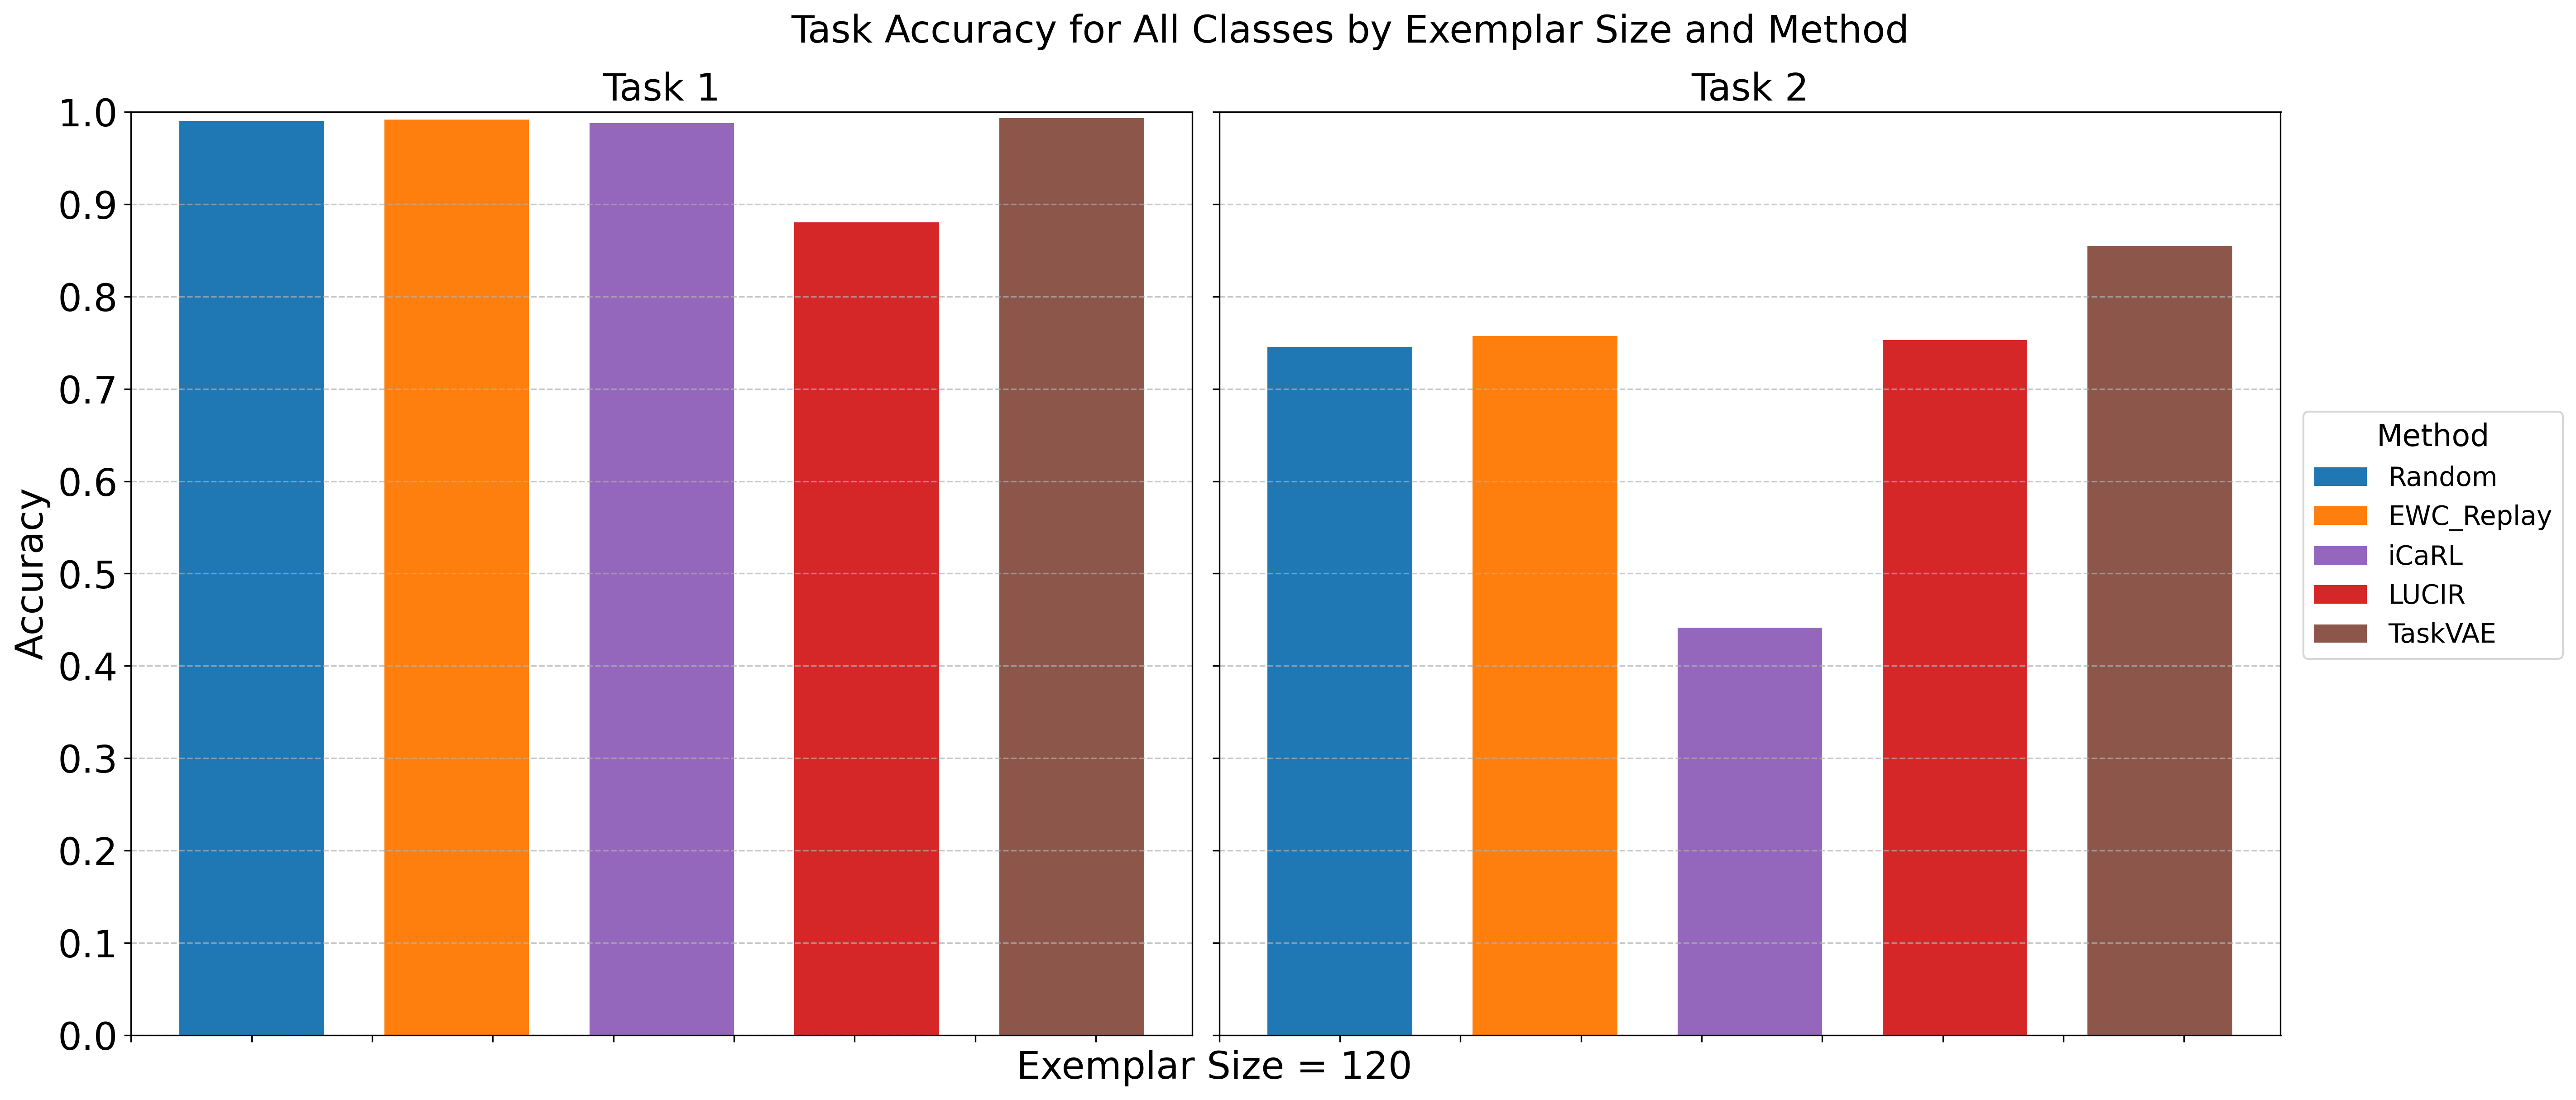 Task Accuracy for All Classes by Exemplar Size and Method
Task 1
Task 2
1.0
0.9
0.8
0.7
0.6
0.5
0.4
0.3
0.2
0.1
0.0
Accuracy
Exemplar Size = 120
Method
Random
EWC_Replay
iCaRL
LUCIR
TaskVAE